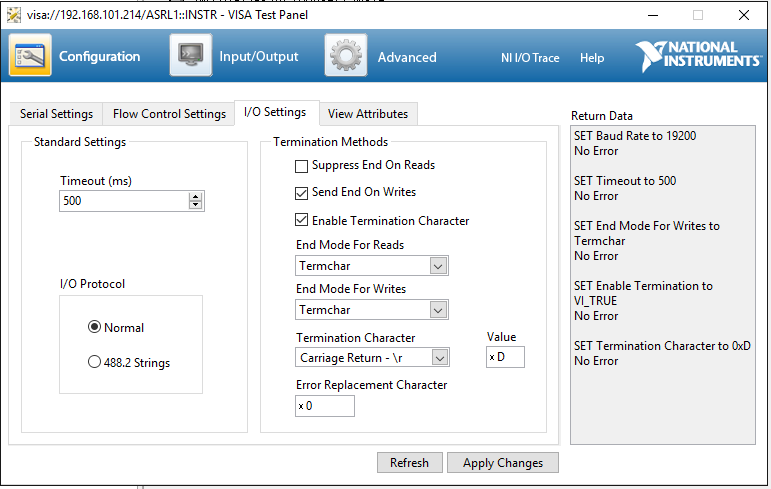 visa://192.168.101.214/ASRL1::INSTR - VISA Test Panel
Configuration
Input/Output
Advanced
NI I/O Trace
Help
NATIONAL
INSTRUMENTS
Serial Settings
Flow Control Settings
I/O Settings
View Attributes
Standard Settings
Timeout (ms)
500
I/O Protocol
Normal
488.2 Strings
Termination Methods
Suppress End On Reads
Send End On Writes
Enable Termination Character
End Mode For Reads
Termchar
End Mode For Writes
Termchar
Termination Character
Value
Carriage Return - \r
x D
Error Replacement Character
x 0
Return Data
SET Baud Rate to 19200
No Error
SET Timeout to 500
No Error
SET End Mode For Writes to
Termchar
No Error
SET Enable Termination to
VI_TRUE
No Error
SET Termination Character to 0xD
No Error
Refresh
Apply Changes